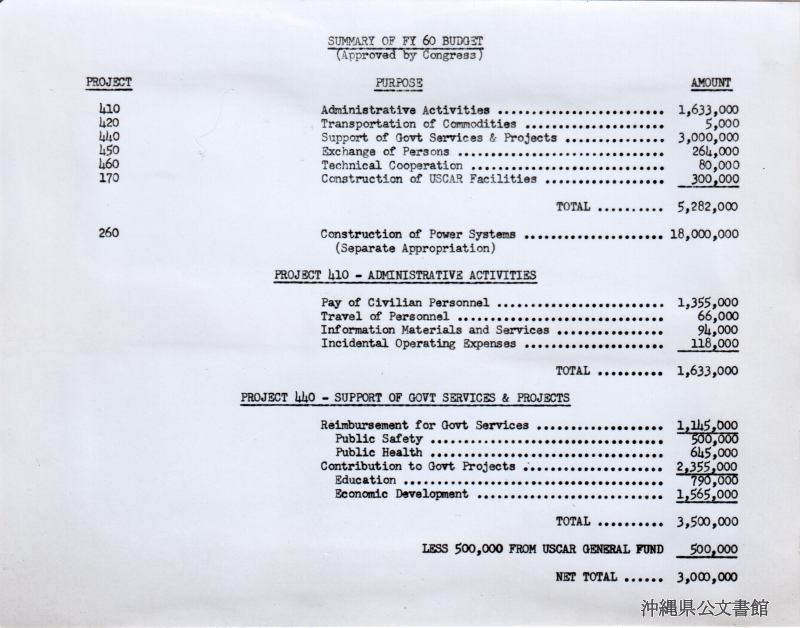 SUMMARY OF FY 60 BUDGET
(Approved by Congress)
PROJECT PURPOSE AMOUNT
410 Administrative Activities ......................... 1,633,000
420 Transportation of Commodities ..................... 5,000
440 Support of Govt Services & Projects ............... 3,000,000
450 Exchange of Persons ............................... 264,000
460 Technical Cooperation ............................. 80,000
170 Construction of USCAR Facilities .................. 300,000
TOTAL .......... 5,282,000
260 Construction of Power Systems ..................... 18,000,000
(Separate Appropriation)
PROJECT 410 - ADMINISTRATIVE ACTIVITIES
Pay of Civilian Personnel ......................... 1,355,000
Travel of Personnel ............................... 66,000
Information Materials and Services ................ 94,000
Incidental Operating Expenses ..................... 118,000
TOTAL .......... 1,633,000
PROJECT 440 - SUPPORT OF GOVT SERVICES & PROJECTS
Reimbursement for Govt Services ................... 1,145,000
Public Safety ................................... 500,000
Public Health ................................... 645,000
Contribution to Govt Projects ..................... 2,355,000
Education ....................................... 790,000
Economic Development ............................ 1,565,000
TOTAL .......... 3,500,000
LESS 500,000 FROM USCAR GENERAL FUND 500,000
NET TOTAL ...... 3,000,000
沖縄県公文書館